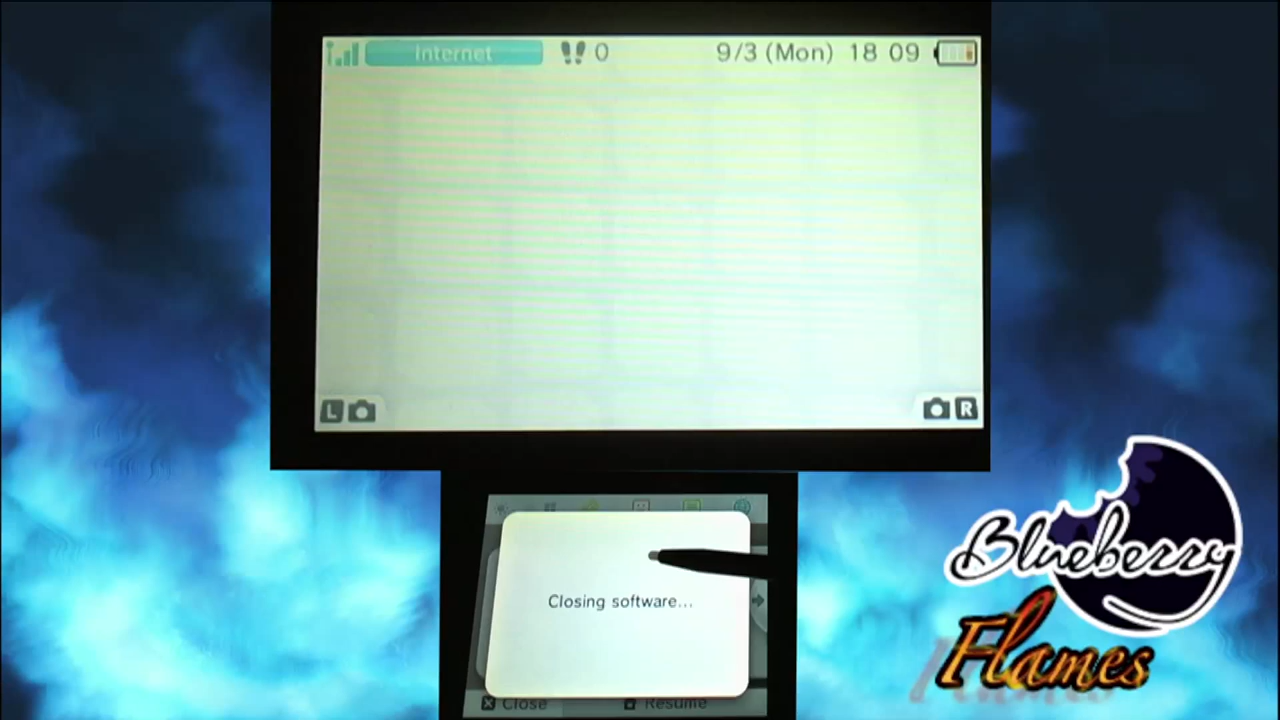 Internet 0 9/3 (Mon) 18 09
L R
Closing software...
Close Resume
Blueberry
Flames